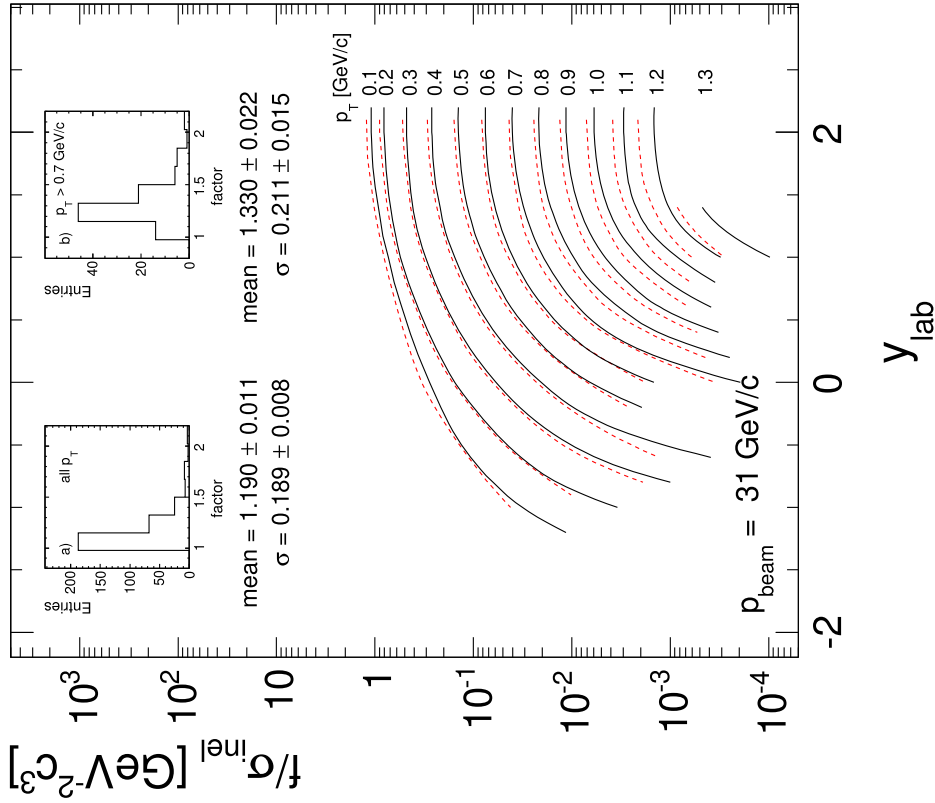 f/σinel [GeV-2c3]
10^3
10^2
10
1
10^-1
10^-2
10^-3
10^-4
-2
0
2
ylab
Entries
200
150
100
50
0
a)
all pT
1
1.5
2
factor
mean = 1.190 ± 0.011
σ = 0.189 ± 0.008
Entries
40
20
0
b)
pT > 0.7 GeV/c
1
1.5
2
factor
mean = 1.330 ± 0.022
σ = 0.211 ± 0.015
pT [GeV/c]
0.1
0.2
0.3
0.4
0.5
0.6
0.7
0.8
0.9
1.0
1.1
1.2
1.3
pbeam = 31 GeV/c